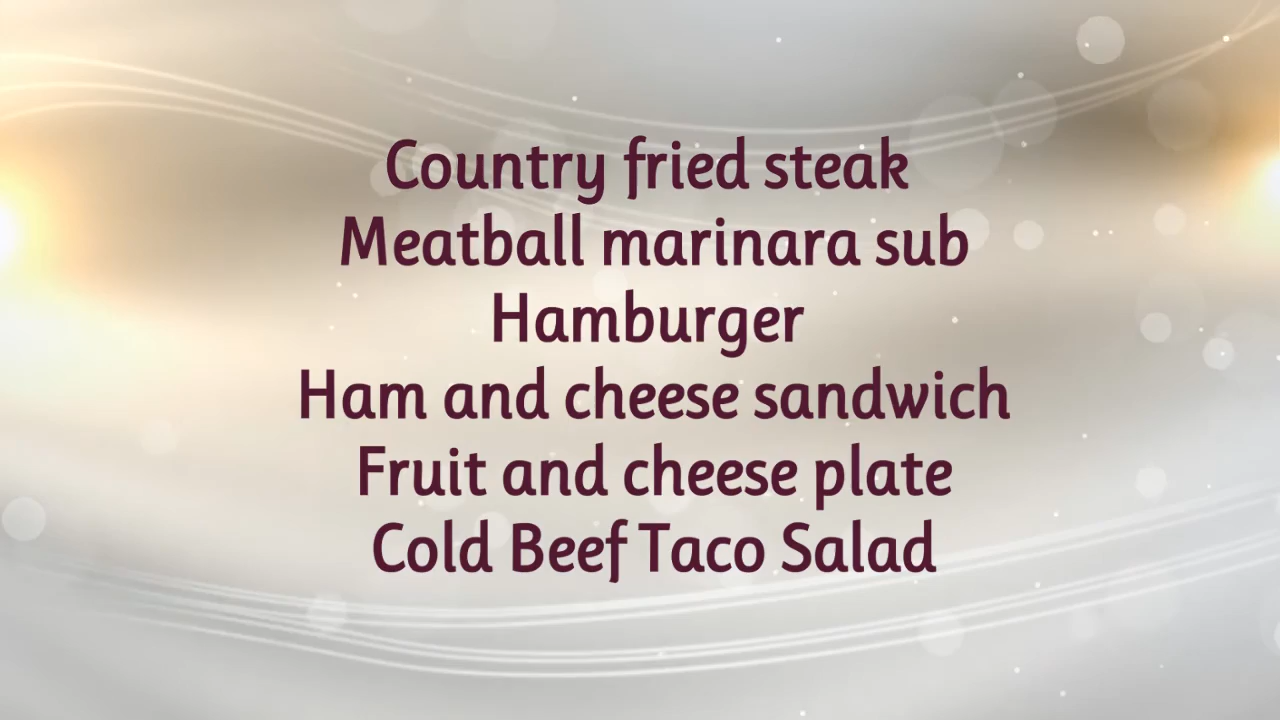 Country fried steak
Meatball marinara sub
Hamburger
Ham and cheese sandwich
Fruit and cheese plate
Cold Beef Taco Salad